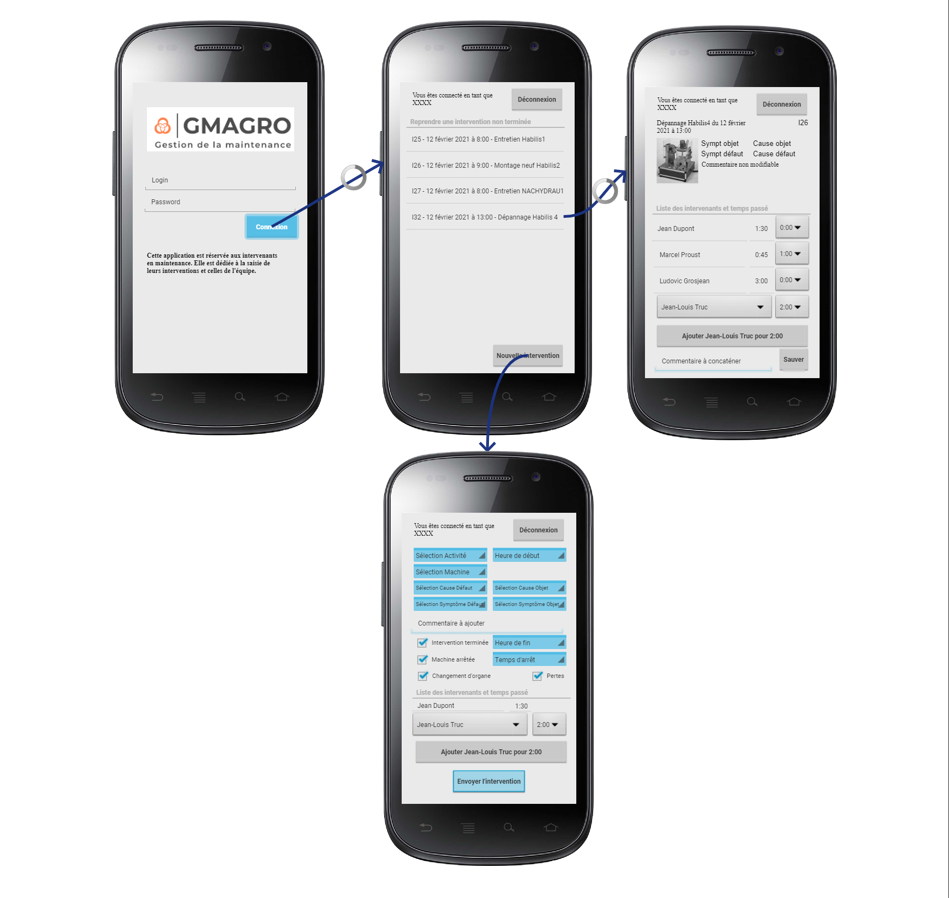 GMAGRO
Gestion de la maintenance
Login
Password
Connexion
Cette application est réservée aux intervenants
en maintenance. Elle est dédiée à la saisie de
leurs interventions et celles de l'équipe.
Vous êtes connecté en tant que
XXXX
Déconnexion
Reprendre une intervention non terminée
I25 - 12 février 2021 à 8:00 - Entretien Habilis1
I26 - 12 février 2021 à 9:00 - Montage neuf Habilis2
I27 - 12 février 2021 à 8:00 - Entretien NACHYDRAU1
I32 - 12 février 2021 à 13:00 - Dépannage Habilis 4
Nouvelle intervention
Vous êtes connecté en tant que
XXXX
Déconnexion
Dépannage Habilis4 du 12 février
2021 à 13:00
I26
Sympt objet Cause objet
Sympt défaut Cause défaut
Commentaire non modifiable
Liste des intervenants et temps passé
Jean Dupont 1:30 0:00
Marcel Proust 0:45 1:00
Ludovic Grosjean 3:00 0:00
Jean-Louis Truc 2:00
Ajouter Jean-Louis Truc pour 2:00
Commentaire à concaténer Sauver
Vous êtes connecté en tant que
XXXX
Déconnexion
Sélection Activité Heure de début
Sélection Machine
Sélection Cause Défaut Sélection Cause Objet
Sélection Symptôme Défa Sélection Symptôme Objet
Commentaire à ajouter
Intervention terminée Heure de fin
Machine arrêtée Temps d'arrêt
Changement d'organe Pertes
Liste des intervenants et temps passé
Jean Dupont 1:30
Jean-Louis Truc 2:00
Ajouter Jean-Louis Truc pour 2:00
Envoyer l'intervention